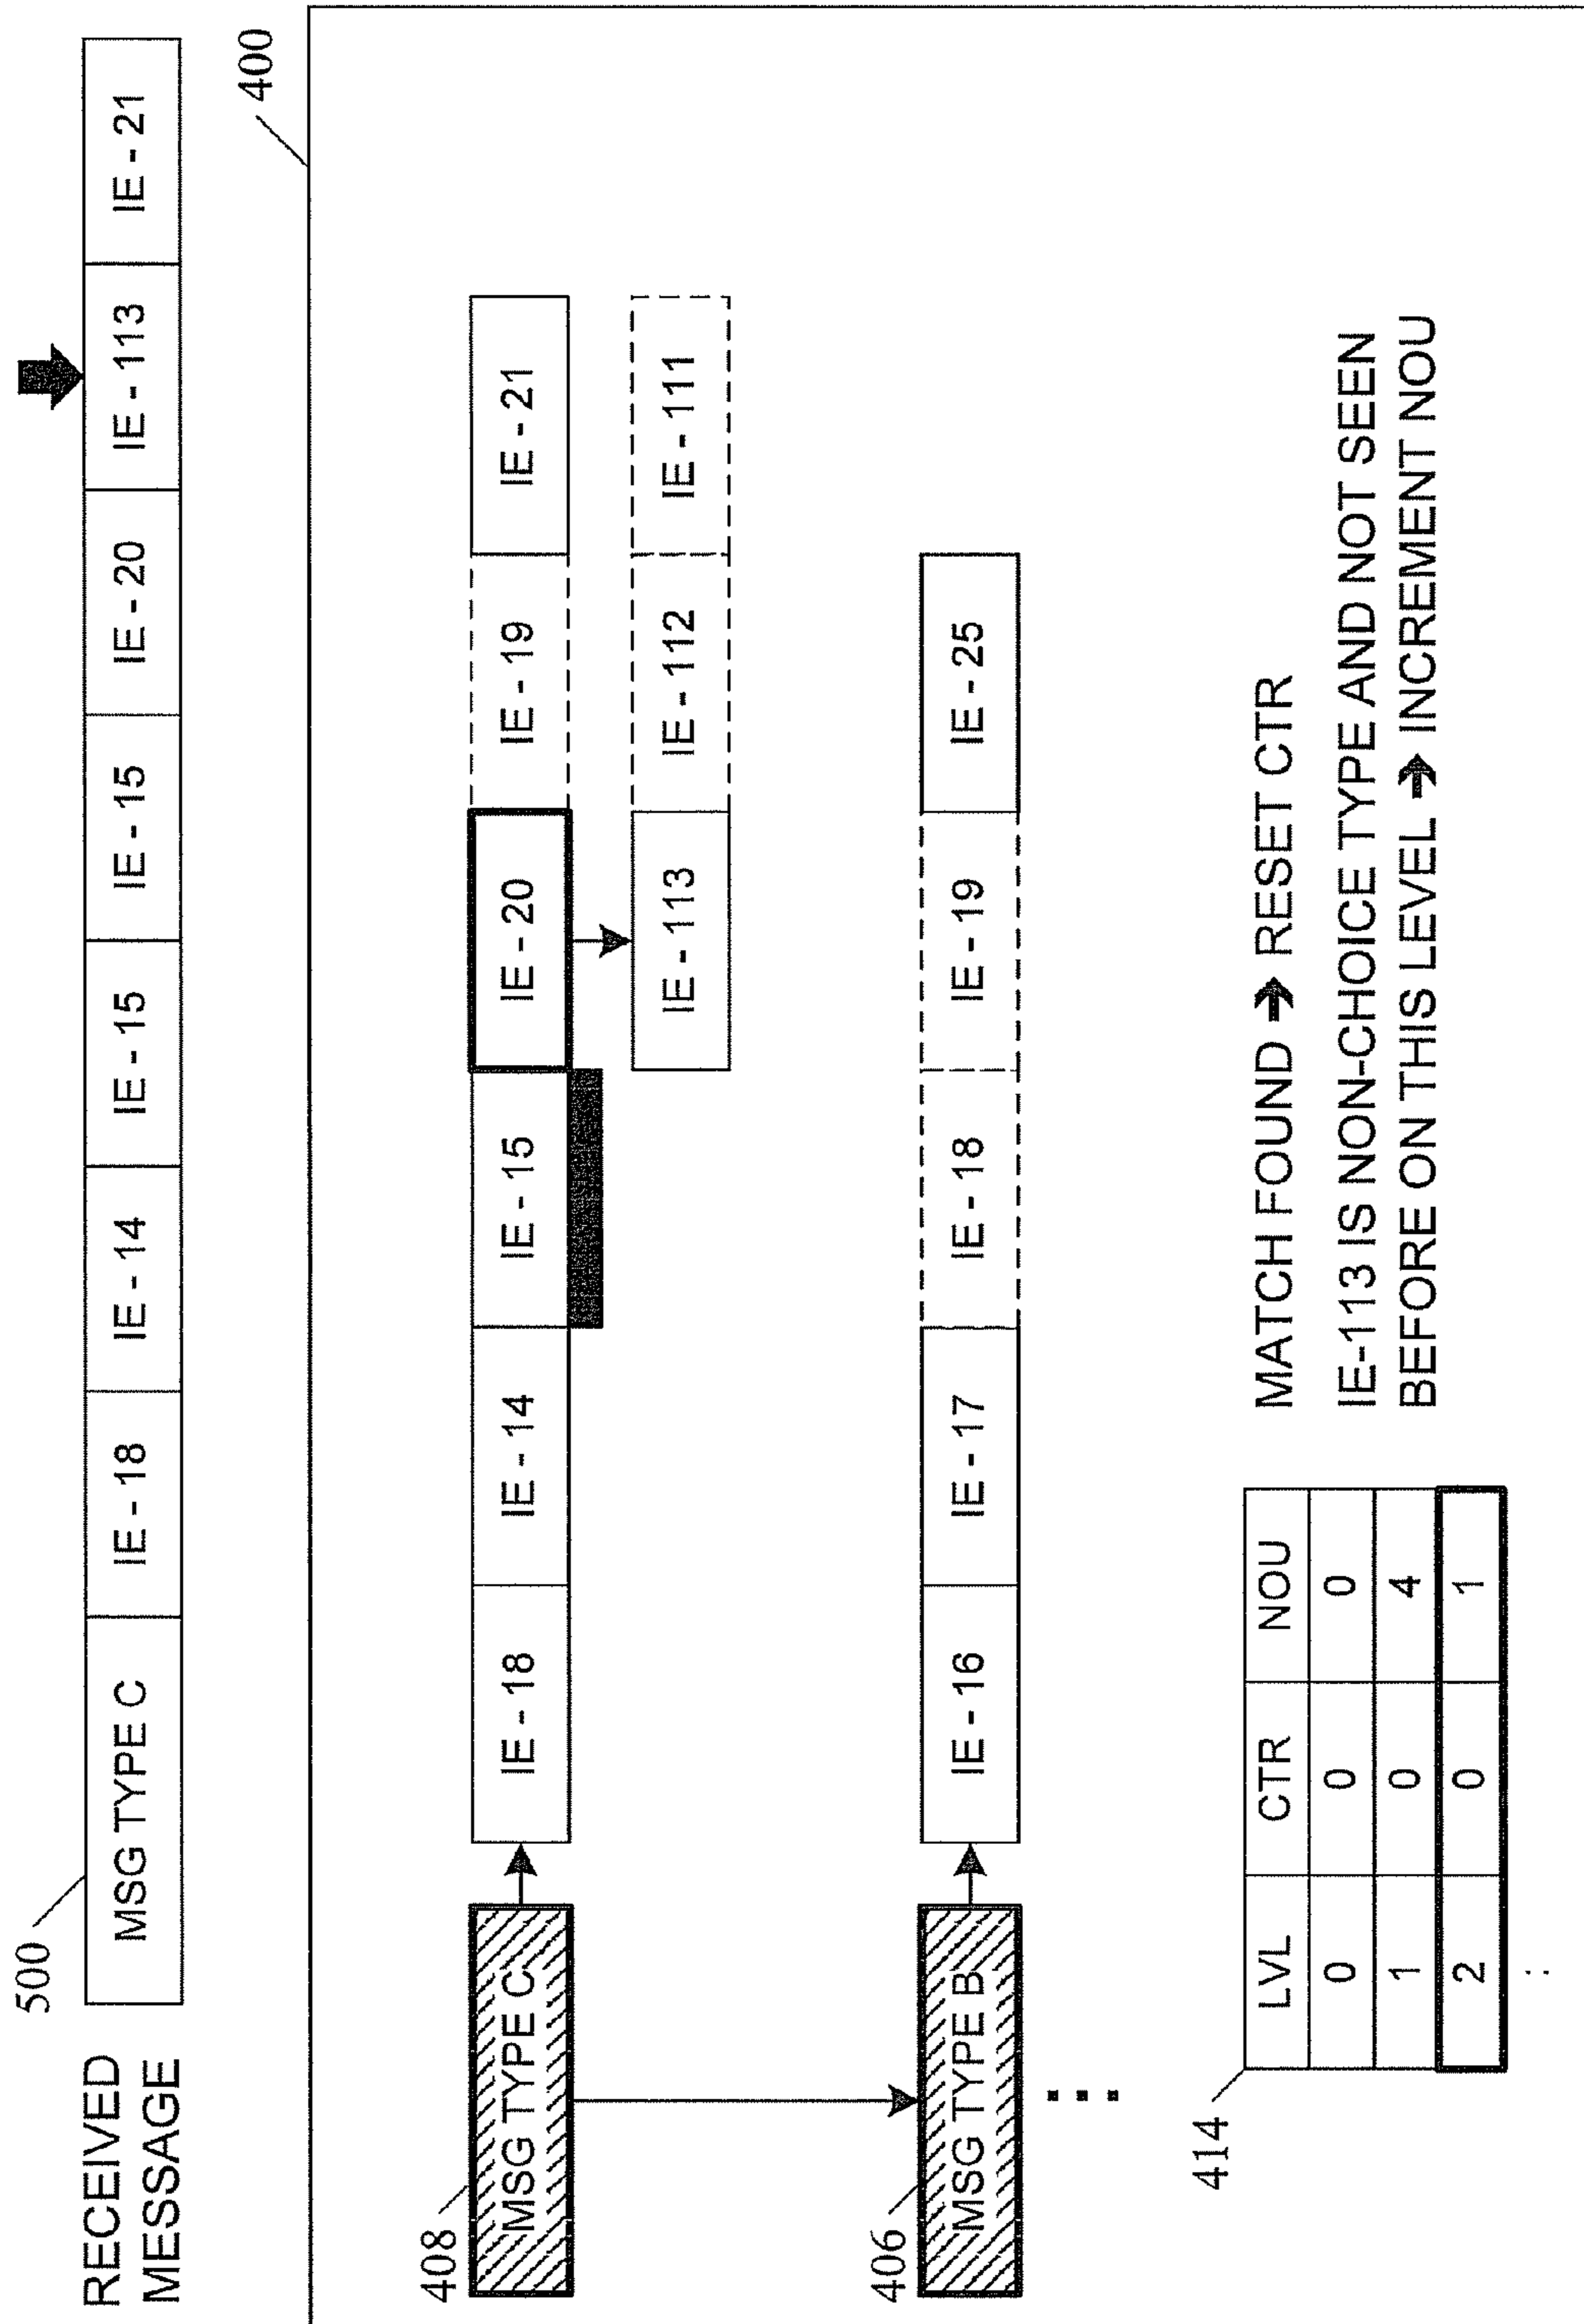 RECEIVED
MESSAGE
500
MSG TYPE C
IE - 18
IE - 14
IE - 15
IE - 15
IE - 20
IE - 113
IE - 21
400
408
MSG TYPE C
IE - 18
IE - 14
IE - 15
IE - 20
IE - 19
IE - 21
IE - 113
IE - 112
IE - 111
406
MSG TYPE B
IE - 16
IE - 17
IE - 18
IE - 19
IE - 25
414
LVL CTR NOU
0 0 0
1 0 4
2 0 1
MATCH FOUND ➔ RESET CTR
IE-113 IS NON-CHOICE TYPE AND NOT SEEN
BEFORE ON THIS LEVEL ➔ INCREMENT NOU